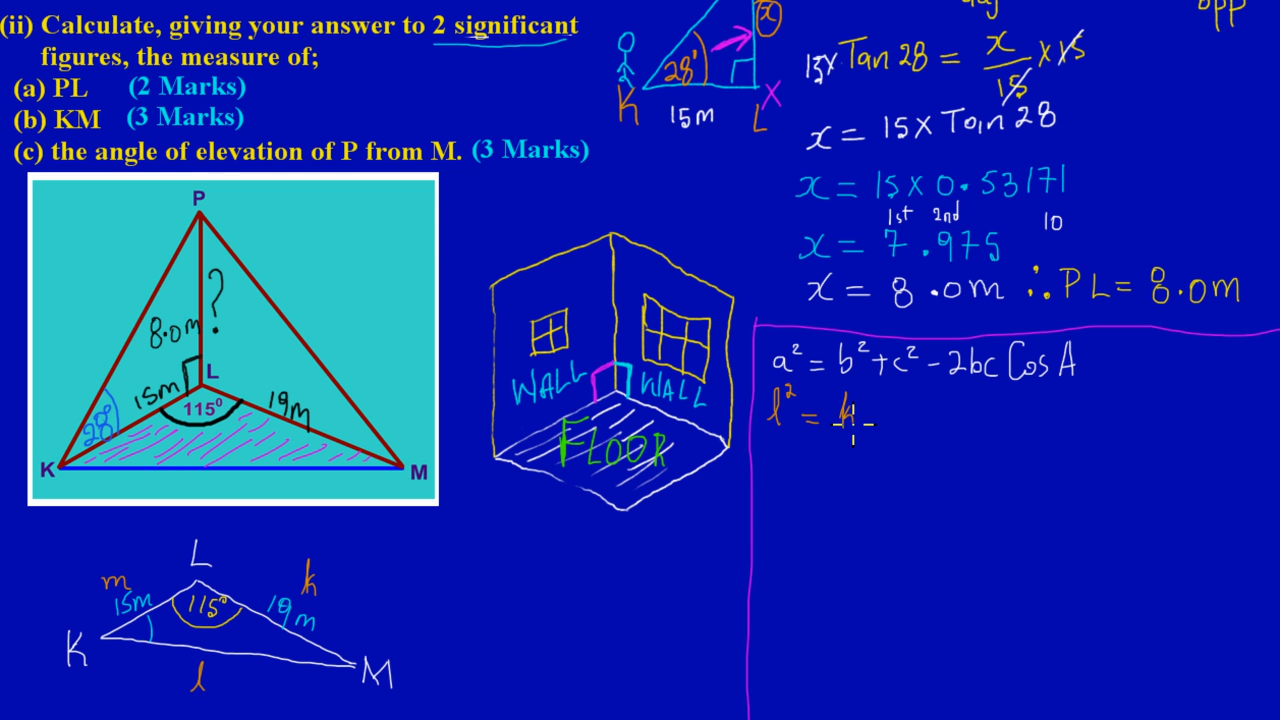 (ii) Calculate, giving your answer to 2 significant
figures, the measure of;
(a) PL (2 Marks)
(b) KM (3 Marks)
(c) the angle of elevation of P from M. (3 Marks)
P
8.0m ?
L
15m
19m
115°
28°
K
M
L
m
k
15m
115°
19m
K
l
M
x
28°
K
15m
L
X
WALL
WALL
FLOOR
opp
15x Tan 28 = x/15 x 15
x = 15 x Tan 28
x = 15 x 0.53171
1st 2nd
10
x = 7.975
x = 8.0m ∴ PL = 8.0m
a² = b² + c² - 2bc Cos A
l² = k